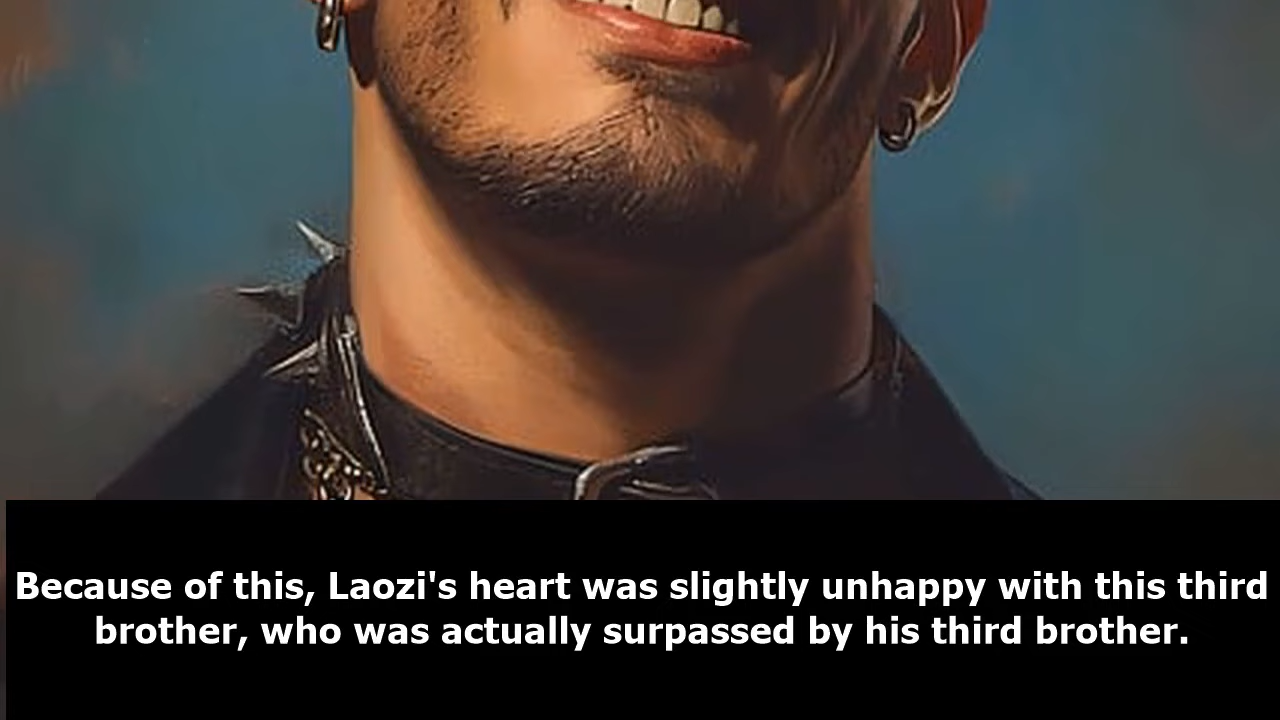 Because of this, Laozi's heart was slightly unhappy with this third
brother, who was actually surpassed by his third brother.